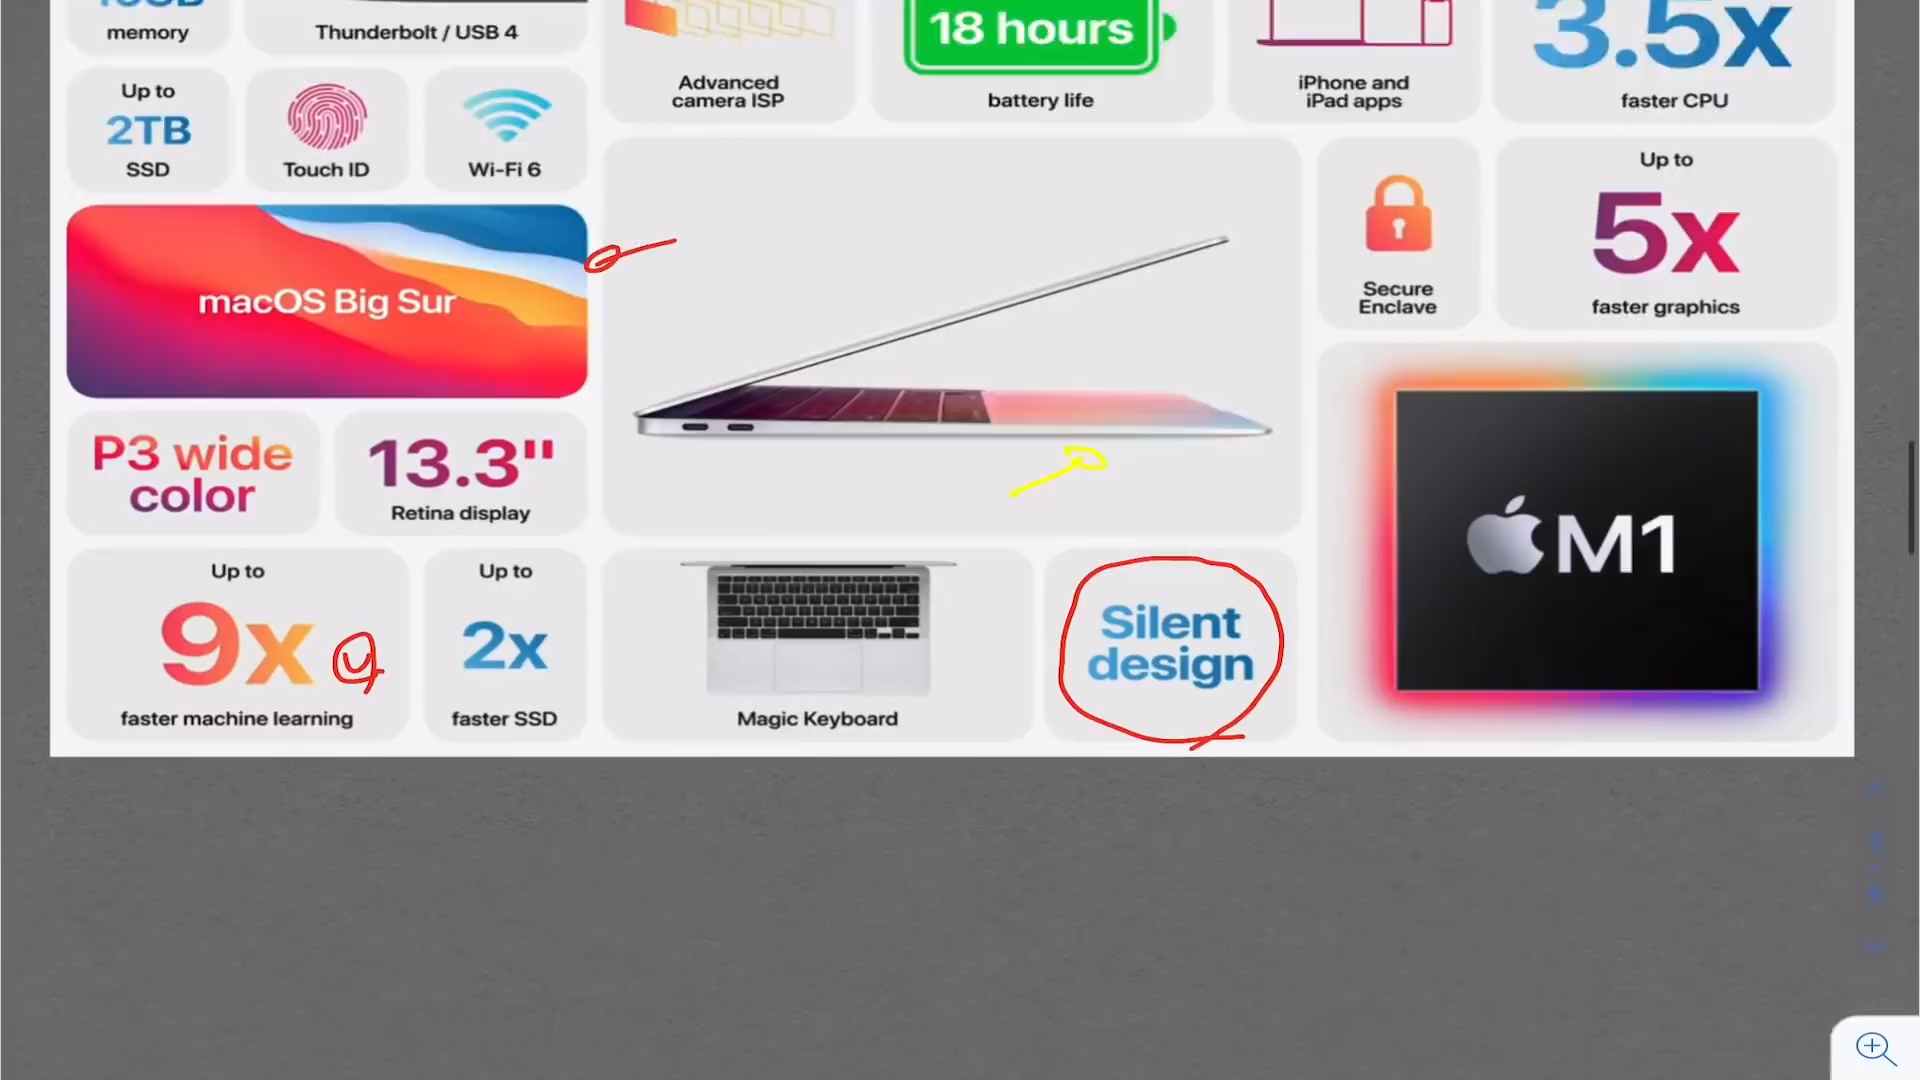 memory
Thunderbolt / USB 4
Advanced
camera ISP
18 hours
battery life
iPhone and
iPad apps
3.5x
faster CPU
Up to
2TB
SSD
Touch ID
Wi-Fi 6
macOS Big Sur
Secure
Enclave
Up to
5x
faster graphics
P3 wide
color
13.3"
Retina display
M1
Up to
9x
faster machine learning
Up to
2x
faster SSD
Magic Keyboard
Silent
design